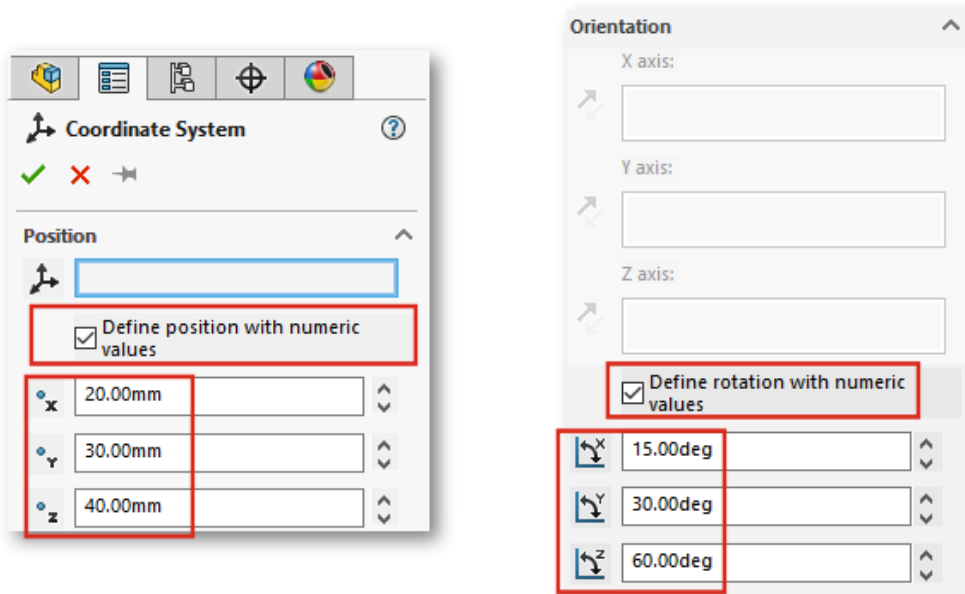 Coordinate System
?
Position
Define position with numeric
values
X
20.00mm
Y
30.00mm
Z
40.00mm
Orientation
X axis:
Y axis:
Z axis:
Define rotation with numeric
values
X
15.00deg
Y
30.00deg
Z
60.00deg